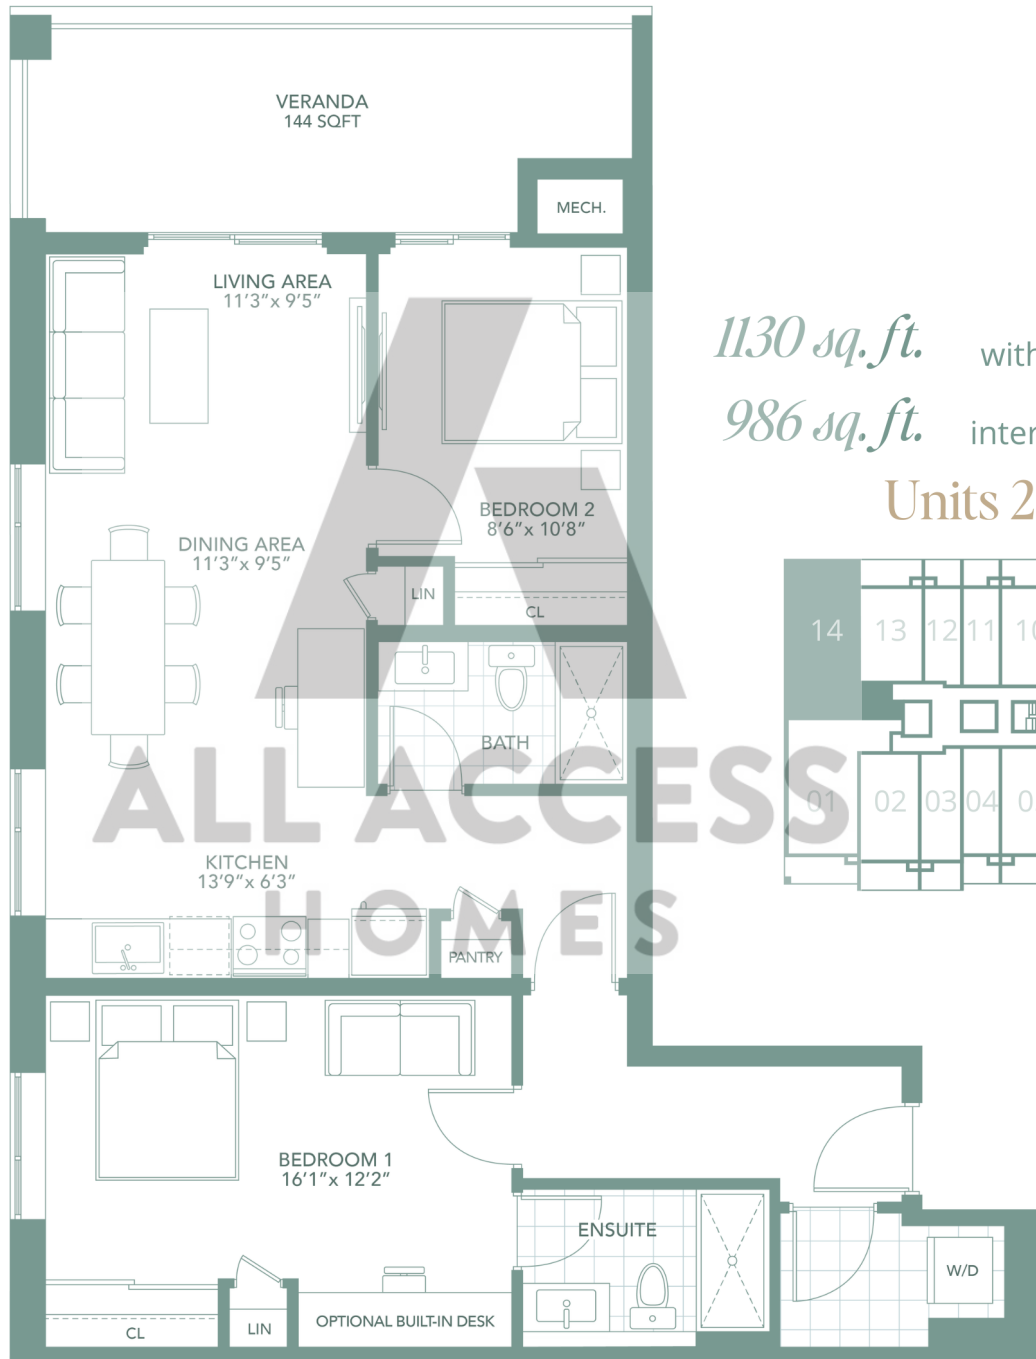 VERANDA
144 SQFT
MECH.
LIVING AREA
11'3" x 9'5"
1130 sq. ft. with
986 sq. ft. inter
Units 2
BEDROOM 2
8'6" x 10'8"
DINING AREA
11'3" x 9'5"
LIN
CL
14 13 12 11 10
BATH
ALL ACCESS
HOMES
01 02 03 04 0
KITCHEN
13'9" x 6'3"
PANTRY
BEDROOM 1
16'1" x 12'2"
ENSUITE
W/D
CL
LIN
OPTIONAL BUILT-IN DESK